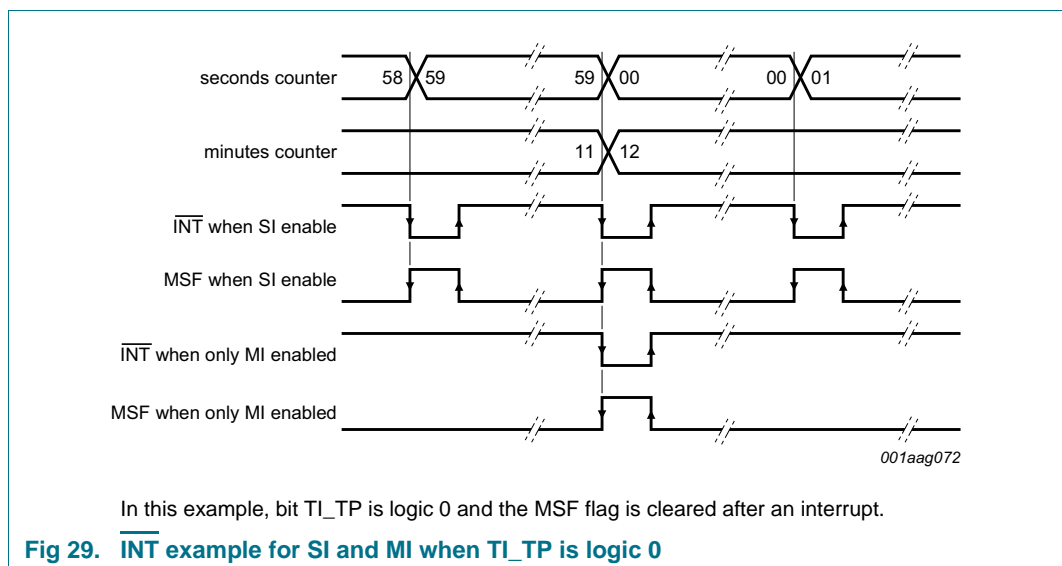 seconds counter 58 59 59 00 00 01
minutes counter 11 12
INT when SI enable
MSF when SI enable
INT when only MI enabled
MSF when only MI enabled
001aag072
In this example, bit TI_TP is logic 0 and the MSF flag is cleared after an interrupt.
Fig 29. INT example for SI and MI when TI_TP is logic 0